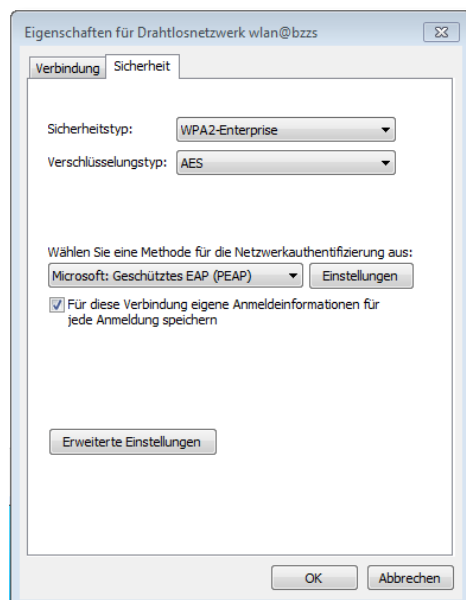 Eigenschaften für Drahtlosnetzwerk wlan@bzzs
Verbindung Sicherheit
Sicherheitstyp: WPA2-Enterprise
Verschlüsselungstyp: AES
Wählen Sie eine Methode für die Netzwerkauthentifizierung aus:
Microsoft: Geschütztes EAP (PEAP) Einstellungen
Für diese Verbindung eigene Anmeldeinformationen für
jede Anmeldung speichern
Erweiterte Einstellungen
OK Abbrechen